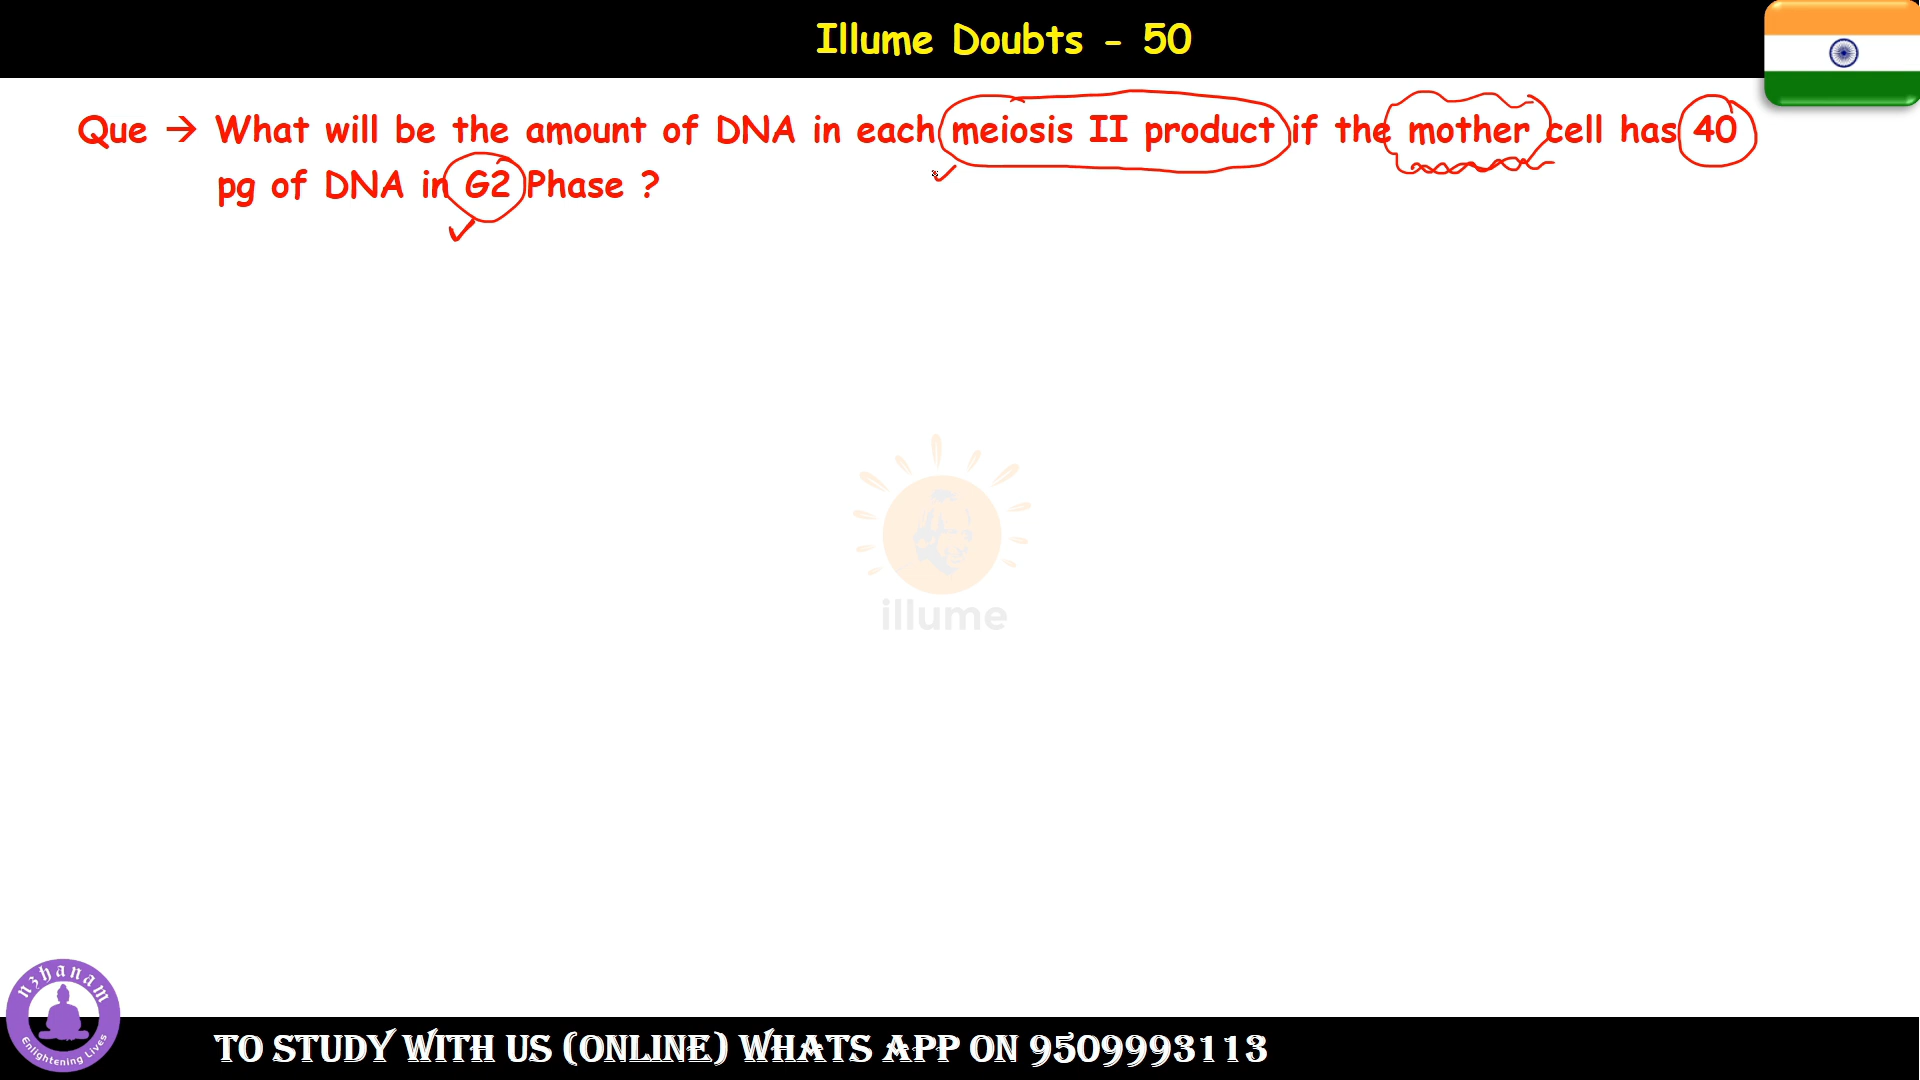 Illume Doubts - 50
Que → What will be the amount of DNA in each meiosis II product if the mother cell has 40
pg of DNA in G2 Phase ?
illume
nzhanam
Enlightening Lives
TO STUDY WITH US (ONLINE) WHATS APP ON 9509993113